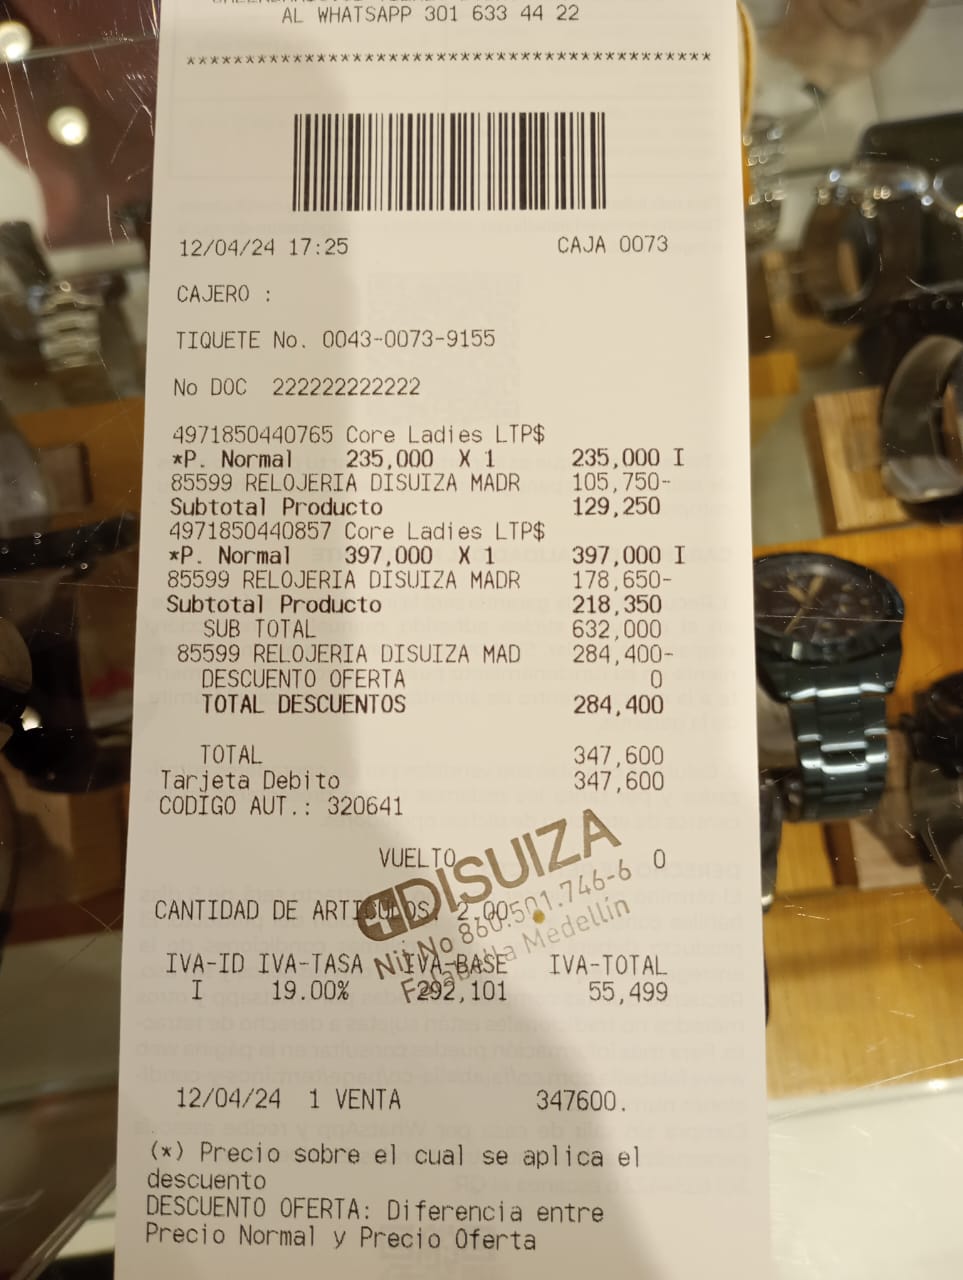 AL WHATSAPP 301 633 44 22
*******************************************
12/04/24 17:25 CAJA 0073
CAJERO :
TIQUETE No. 0043-0073-9155
No DOC 222222222222
4971850440765 Core Ladies LTP$
*P. Normal 235,000 X 1 235,000 I
85599 RELOJERIA DISUIZA MADR 105,750-
Subtotal Producto 129,250
4971850440857 Core Ladies LTP$
*P. Normal 397,000 X 1 397,000 I
85599 RELOJERIA DISUIZA MADR 178,650-
Subtotal Producto 218,350
SUB TOTAL 632,000
85599 RELOJERIA DISUIZA MAD 284,400-
DESCUENTO OFERTA 0
TOTAL DESCUENTOS 284,400
TOTAL 347,600
Tarjeta Debito 347,600
CODIGO AUT.: 320641
VUELTO 0
DISUIZA
Nit No 860.501.746-6
Falabella Medellín
CANTIDAD DE ARTICULOS: 2.00
IVA-ID IVA-TASA IVA-BASE IVA-TOTAL
I 19.00% 292,101 55,499
12/04/24 1 VENTA 347600.
(*) Precio sobre el cual se aplica el
descuento
DESCUENTO OFERTA: Diferencia entre
Precio Normal y Precio Oferta